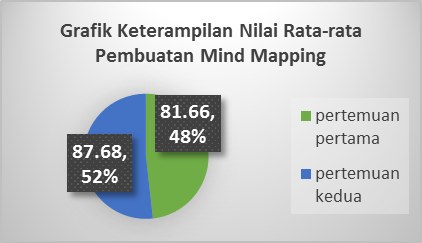 Grafik Keterampilan Nilai Rata-rata
Pembuatan Mind Mapping
81.66,
48%
87.68,
52%
pertemuan
pertama
pertemuan
kedua